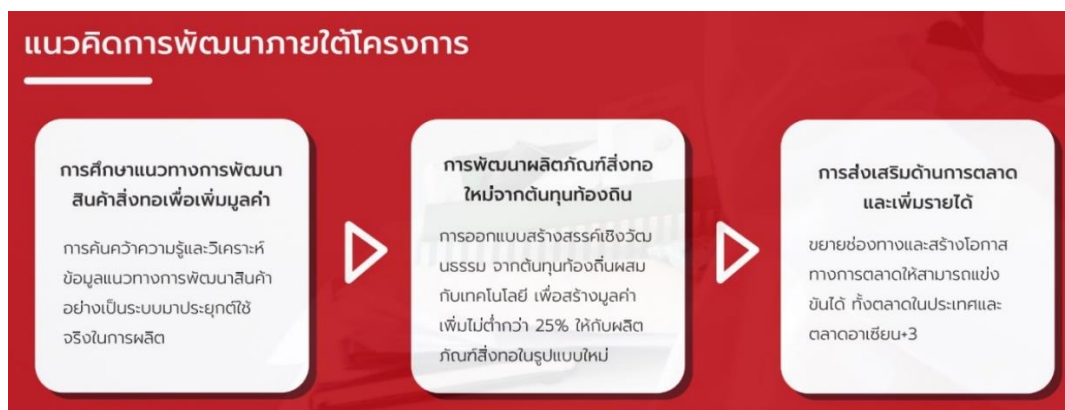 แนวคิดการพัฒนาภายใต้โครงการ
การศึกษาแนวทางการพัฒนา
สินค้าสิ่งทอเพื่อเพิ่มมูลค่า
การค้นคว้าความรู้และวิเคราะห์
ข้อมูลแนวทางการพัฒนาสินค้า
อย่างเป็นระบบมาประยุกต์ใช้
จริงในการผลิต
การพัฒนาผลิตภัณฑ์สิ่งทอ
ใหม่จากต้นทุนท้องถิน
การออกแบบสร้างสรรค์เชิงวัฒ
นธรรม จากต้นทุนท้องถิ่นผสม
กับเทคโนโลยี เพื่อสร้างมูลค่า
เพิ่มไม่ต่ำกว่า 25% ให้กับผลิต
ภัณฑ์สิ่งทอในรูปแบบใหม่
การส่งเสริมด้านการตลาด
และเพิ่มรายได้
ขยายช่องทางและสร้างโอกาส
ทางการตลาดให้สามารถแข่ง
ขันได้ ทั้งตลาดในประเทศและ
ตลาดอาเซียน+3